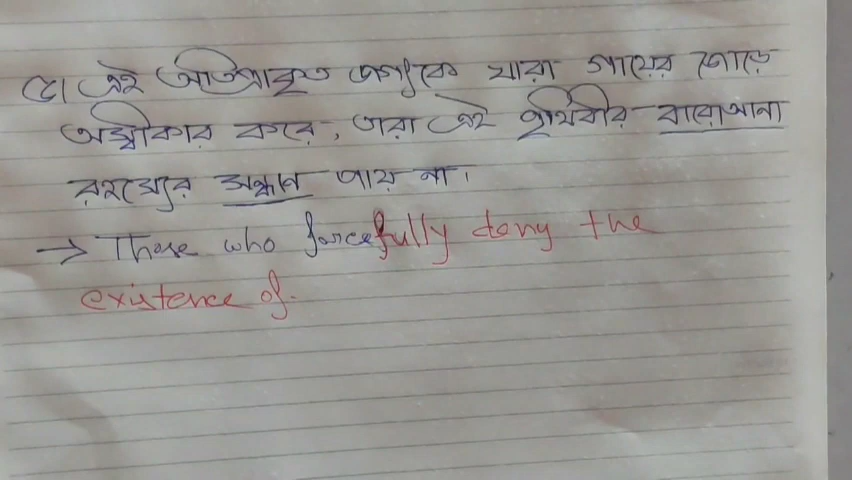 ৫। এই অতিপ্রাকৃত জগৎকে যারা গায়ের জোড়ে
অস্বীকার করে, তারা এই পৃথিবীর বারোআনা
রহস্যের সন্ধান পায় না।
→ Those who forcefully deny the
existence of.